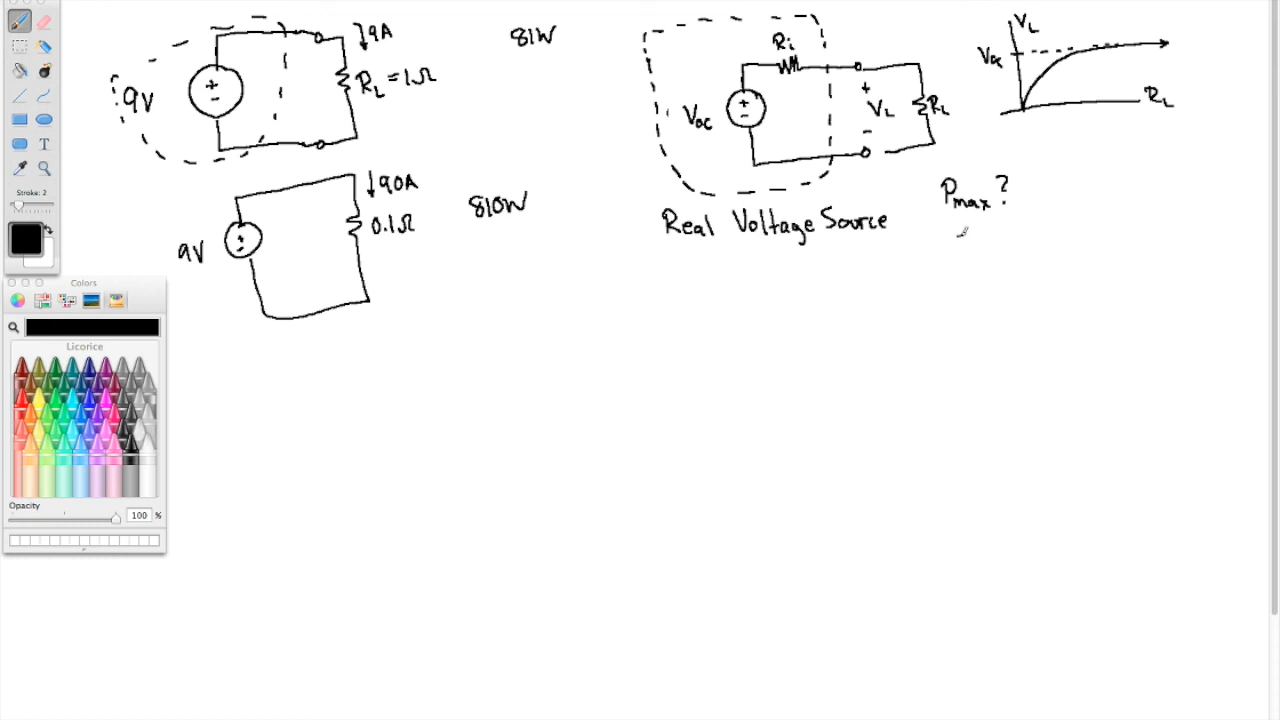 9V
9A
R_L = 1Ω
81W
9V
90A
0.1Ω
810W
Voc
Ri
+
VL
-
RL
Real Voltage Source
VL
Voc
RL
Pmax?
Stroke: 2
Colors
Licorice
Opacity
100 %